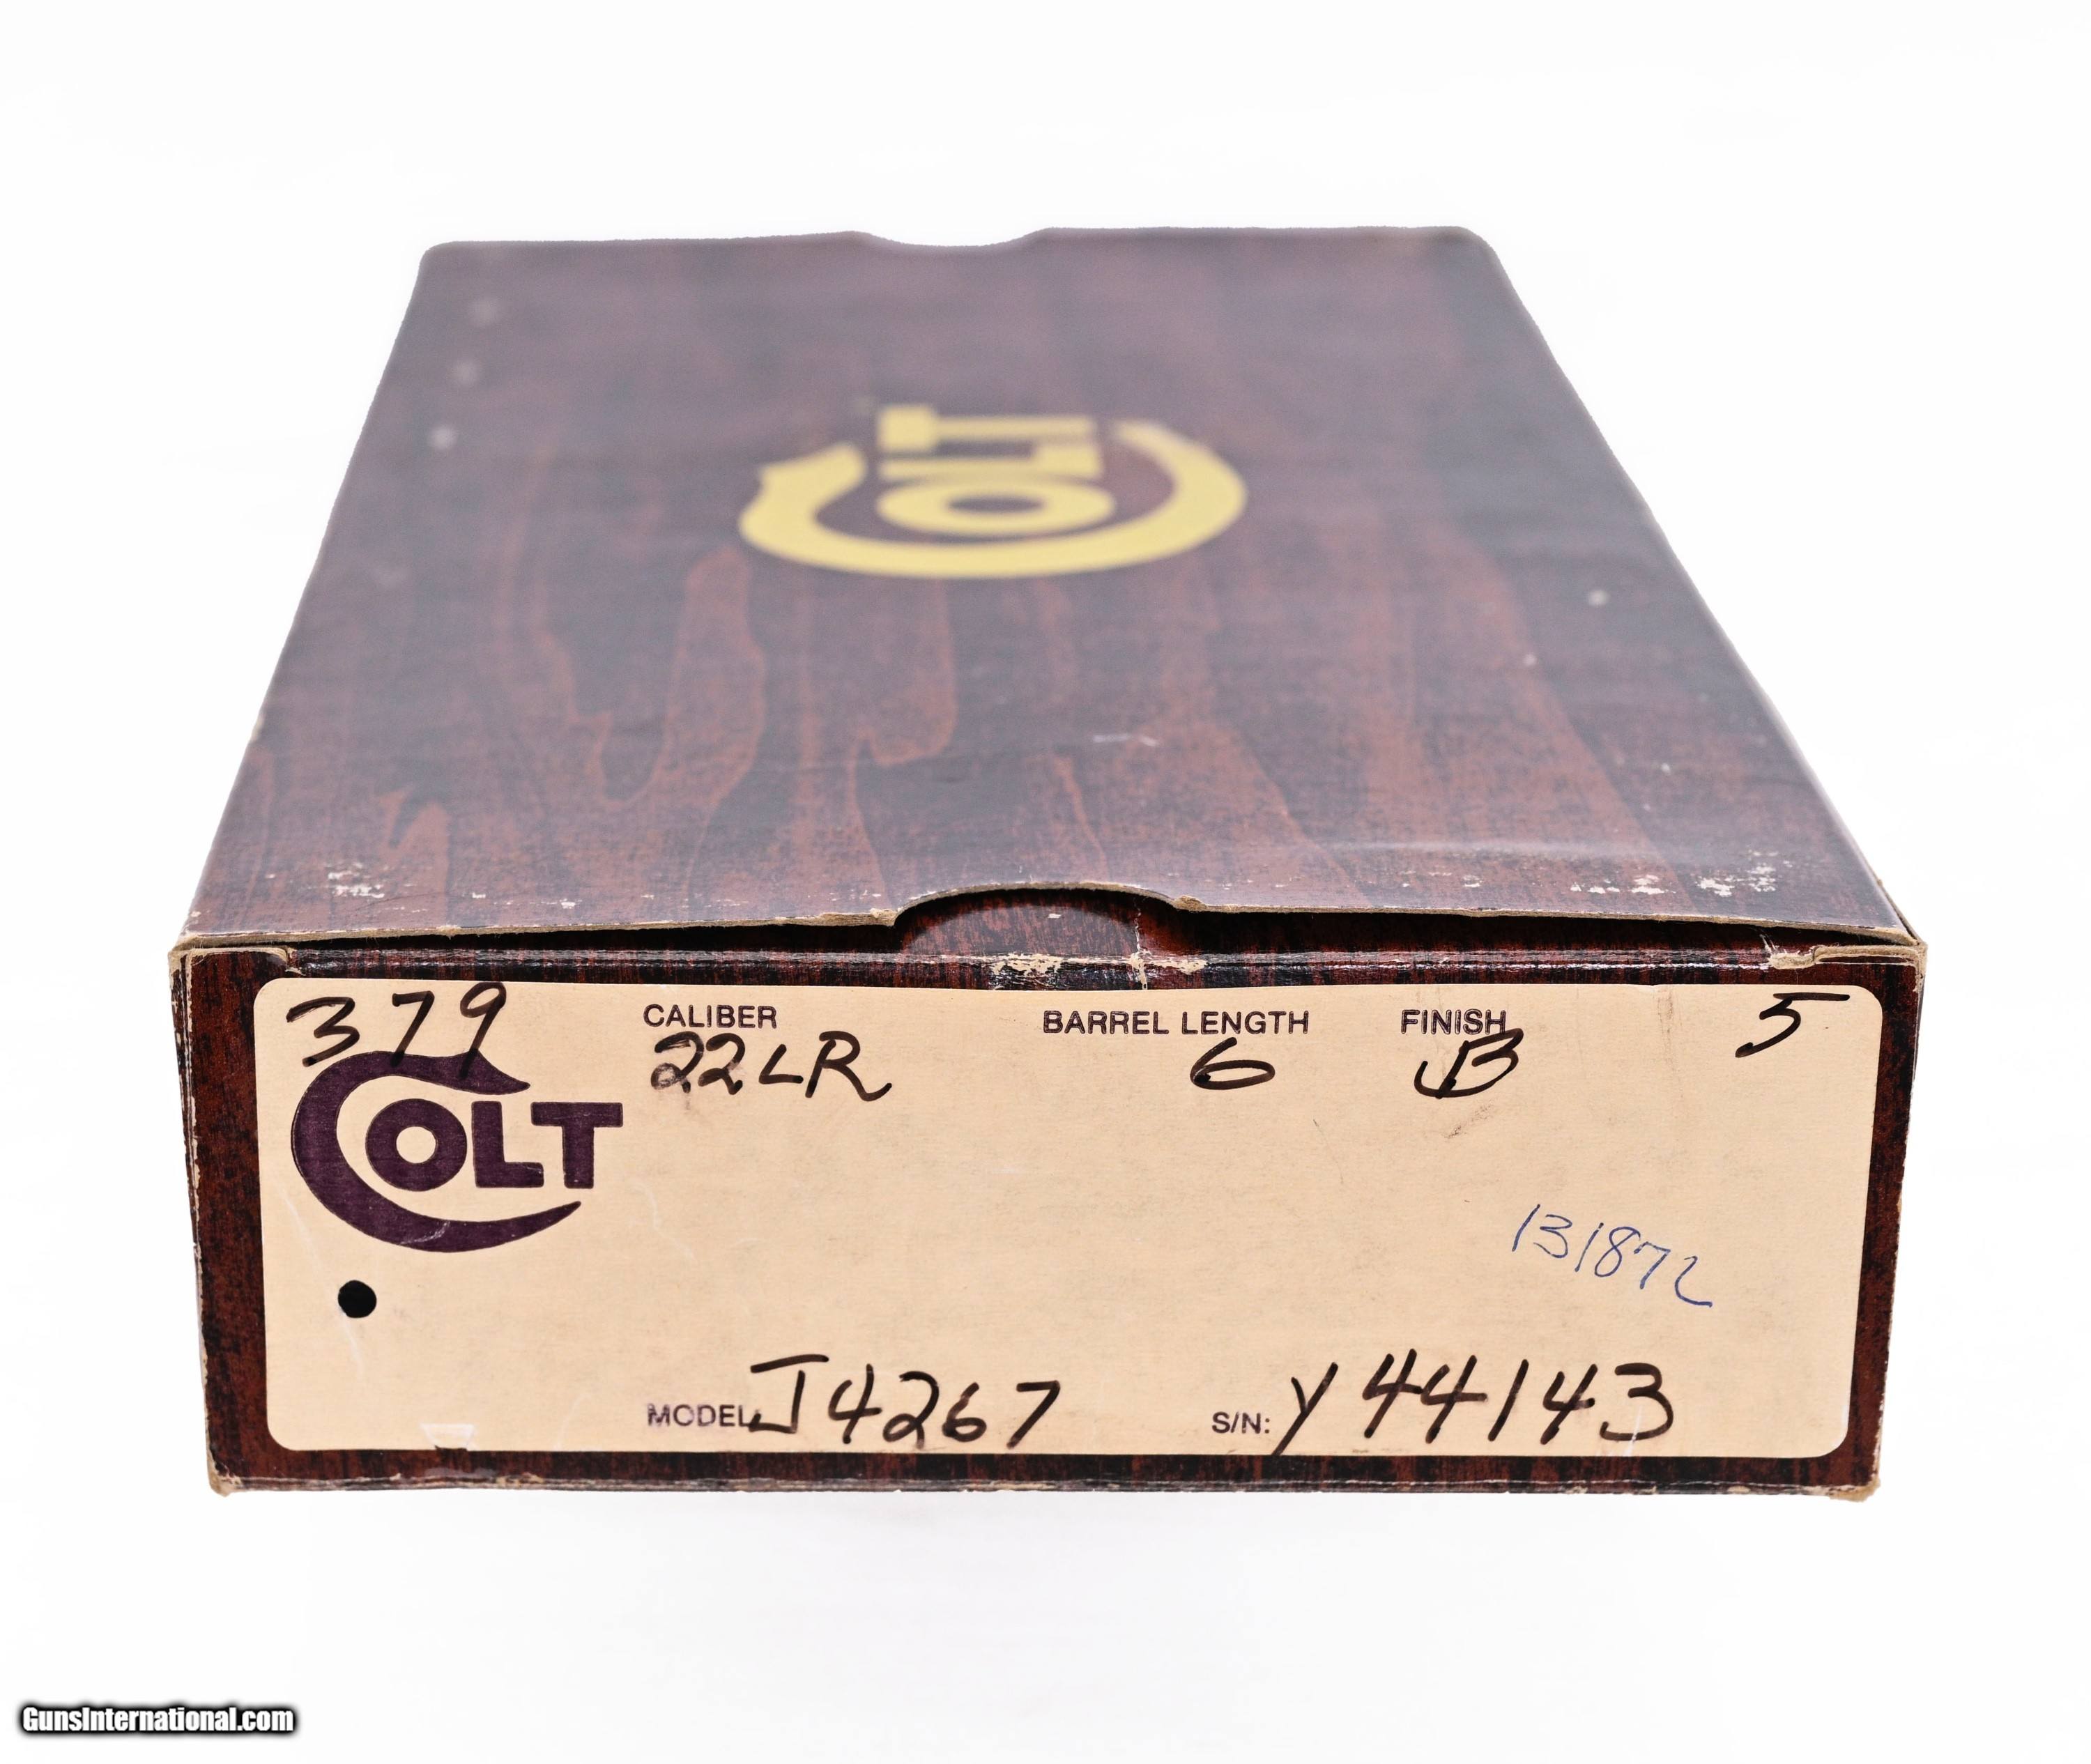 COLT
379
CALIBER BARREL LENGTH FINISH 5
22LR 6 B
COLT
131872
MODEL J4267 S/N: Y44143
GunsInternational.com